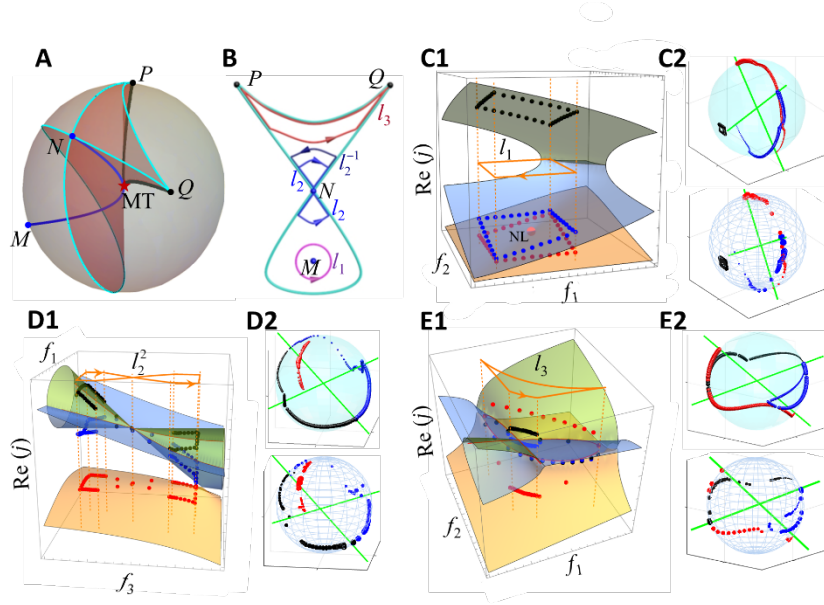 A
P
N
Q
MT
M
B
P
Q
l₃
l₂⁻¹
l₂
N
l₂
M
l₁
C1
Re (j)
l₁
NL
f₂
f₁
C2
D1
f₁
l₂²
Re (j)
f₃
D2
E1
l₃
Re (j)
f₂
f₁
E2